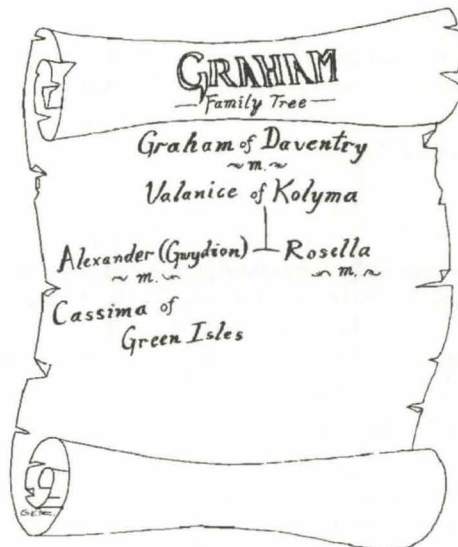 GRAHAM
— Family Tree —
Graham of Daventry
~ m. ~
Valanice of Kolyma
Alexander (Gwydion) — Rosella
~ m. ~ ~ m. ~
Cassima of
Green Isles